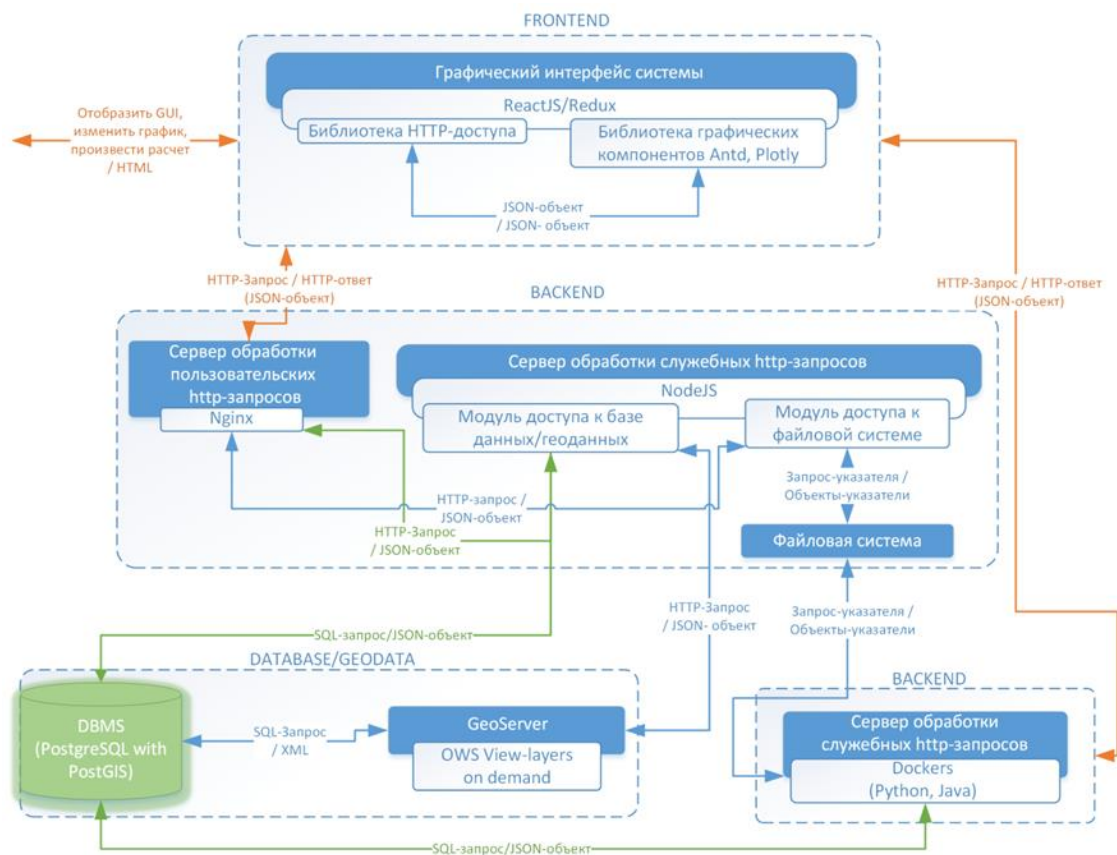 FRONTEND
Графический интерфейс системы
ReactJS/Redux
Библиотека HTTP-доступа
Библиотека графических
компонентов Antd, Plotly
Отобразить GUI,
изменить график,
произвести расчет
/ HTML
JSON-объект
/ JSON- объект
HTTP-Запрос / HTTP-ответ
(JSON-объект)
HTTP-Запрос / HTTP-ответ
(JSON-объект)
BACKEND
Сервер обработки
пользовательских
http-запросов
Nginx
Сервер обработки служебных http-запросов
NodeJS
Модуль доступа к базе
данных/геоданных
Модуль доступа к
файловой системе
Запрос-указателя /
Объекты-указатели
HTTP-запрос /
JSON-объект
HTTP-Запрос
/ JSON-объект
Файловая система
HTTP-Запрос
/ JSON- объект
Запрос-указателя /
Объекты-указатели
SQL-запрос/JSON-объект
DATABASE/GEODATA
DBMS
(PostgreSQL with
PostGIS)
SQL-Запрос
/ XML
GeoServer
OWS View-layers
on demand
BACKEND
Сервер обработки
служебных http-запросов
Dockers
(Python, Java)
SQL-запрос/JSON-объект